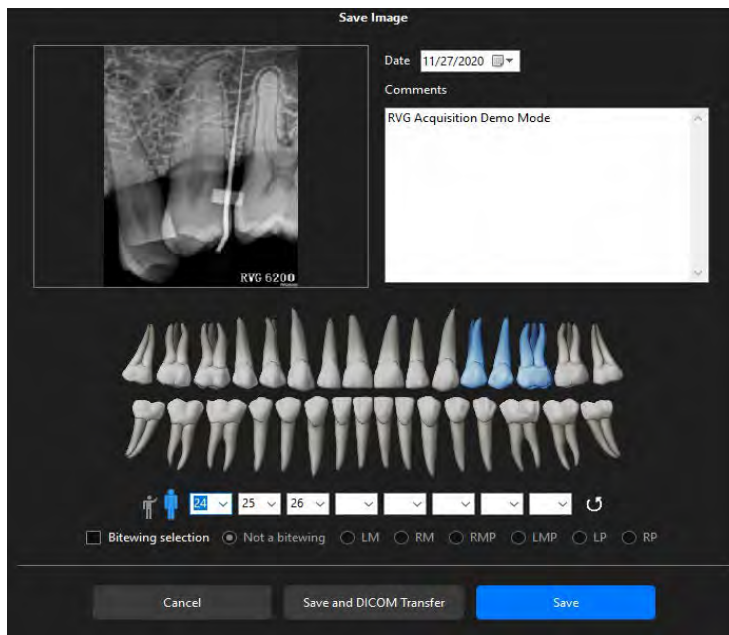 Save Image
Date 11/27/2020
Comments
RVG Acquisition Demo Mode
RVG 6200
24 25 26
Bitewing selection Not a bitewing LM RM RMP LMP LP RP
Cancel Save and DICOM Transfer Save